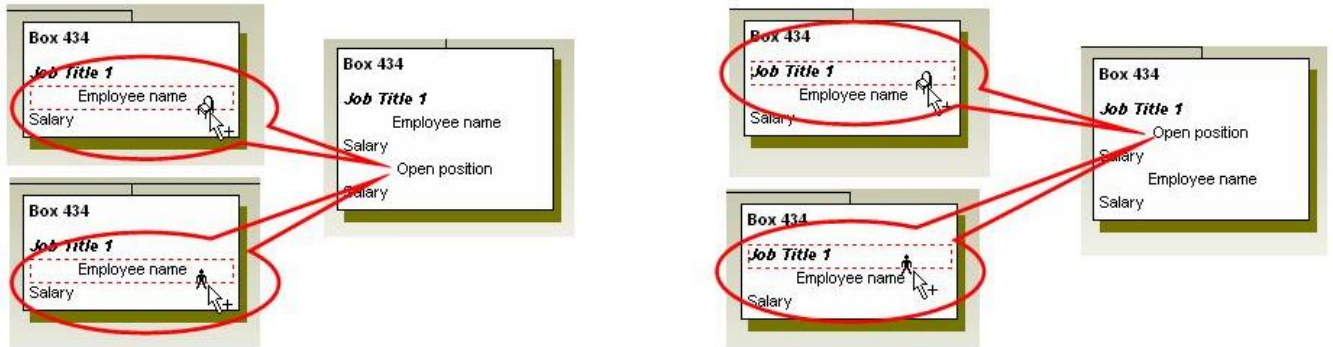 Box 434
Job Title 1
Employee name
Salary
Box 434
Job Title 1
Employee name
Salary
Box 434
Job Title 1
Employee name
Salary
Open position
Salary
Box 434
Job Title 1
Employee name
Salary
Box 434
Job Title 1
Employee name
Salary
Box 434
Job Title 1
Open position
Salary
Employee name
Salary